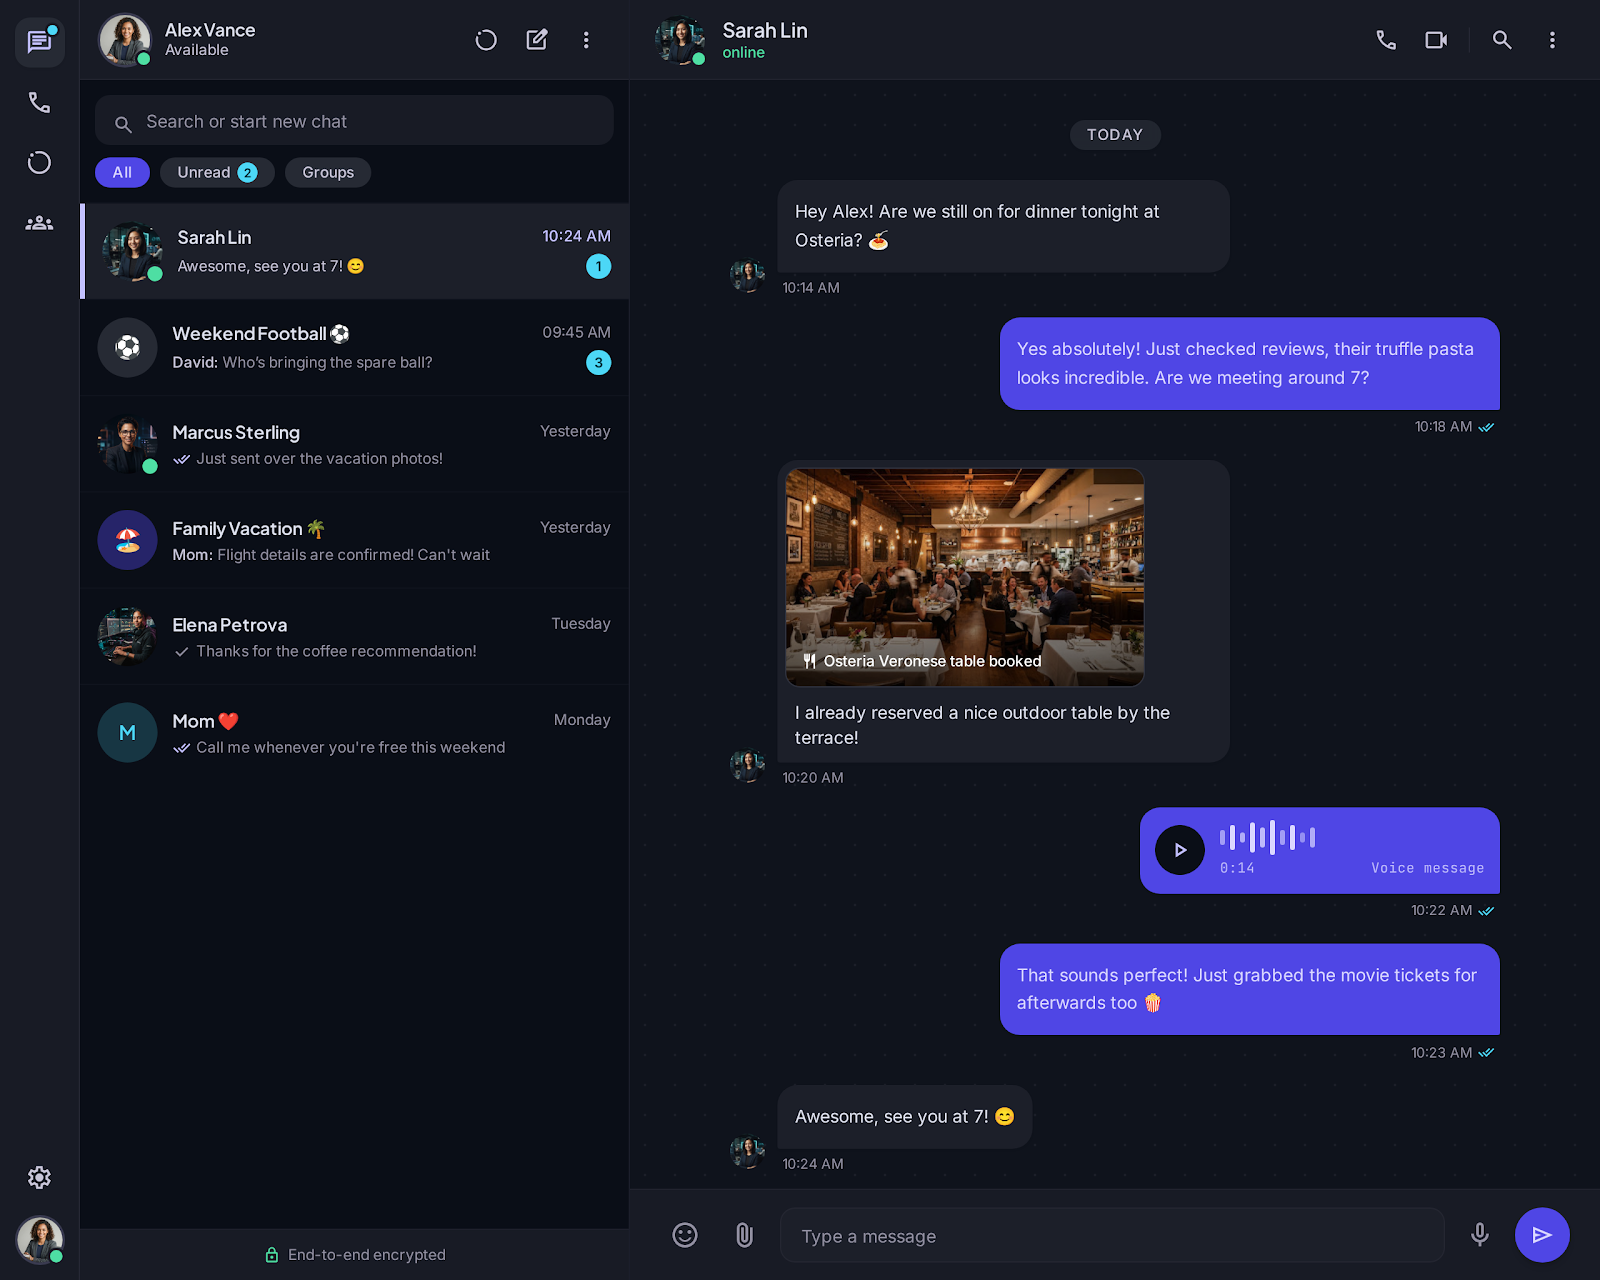 Alex Vance
Available
Search or start new chat
All
Unread 2
Groups
Sarah Lin
10:24 AM
Awesome, see you at 7! 😊
1
Weekend Football ⚽
09:45 AM
David: Who's bringing the spare ball?
3
Marcus Sterling
Yesterday
Just sent over the vacation photos!
Family Vacation 🌴
Yesterday
Mom: Flight details are confirmed! Can't wait
Elena Petrova
Tuesday
Thanks for the coffee recommendation!
M
Mom ❤️
Monday
Call me whenever you're free this weekend
End-to-end encrypted
Sarah Lin
online
TODAY
Hey Alex! Are we still on for dinner tonight at
Osteria? 🍝
10:14 AM
Yes absolutely! Just checked reviews, their truffle pasta
looks incredible. Are we meeting around 7?
10:18 AM
Osteria Veronese table booked
I already reserved a nice outdoor table by the
terrace!
10:20 AM
0:14
Voice message
10:22 AM
That sounds perfect! Just grabbed the movie tickets for
afterwards too 🍿
10:23 AM
Awesome, see you at 7! 😊
10:24 AM
Type a message